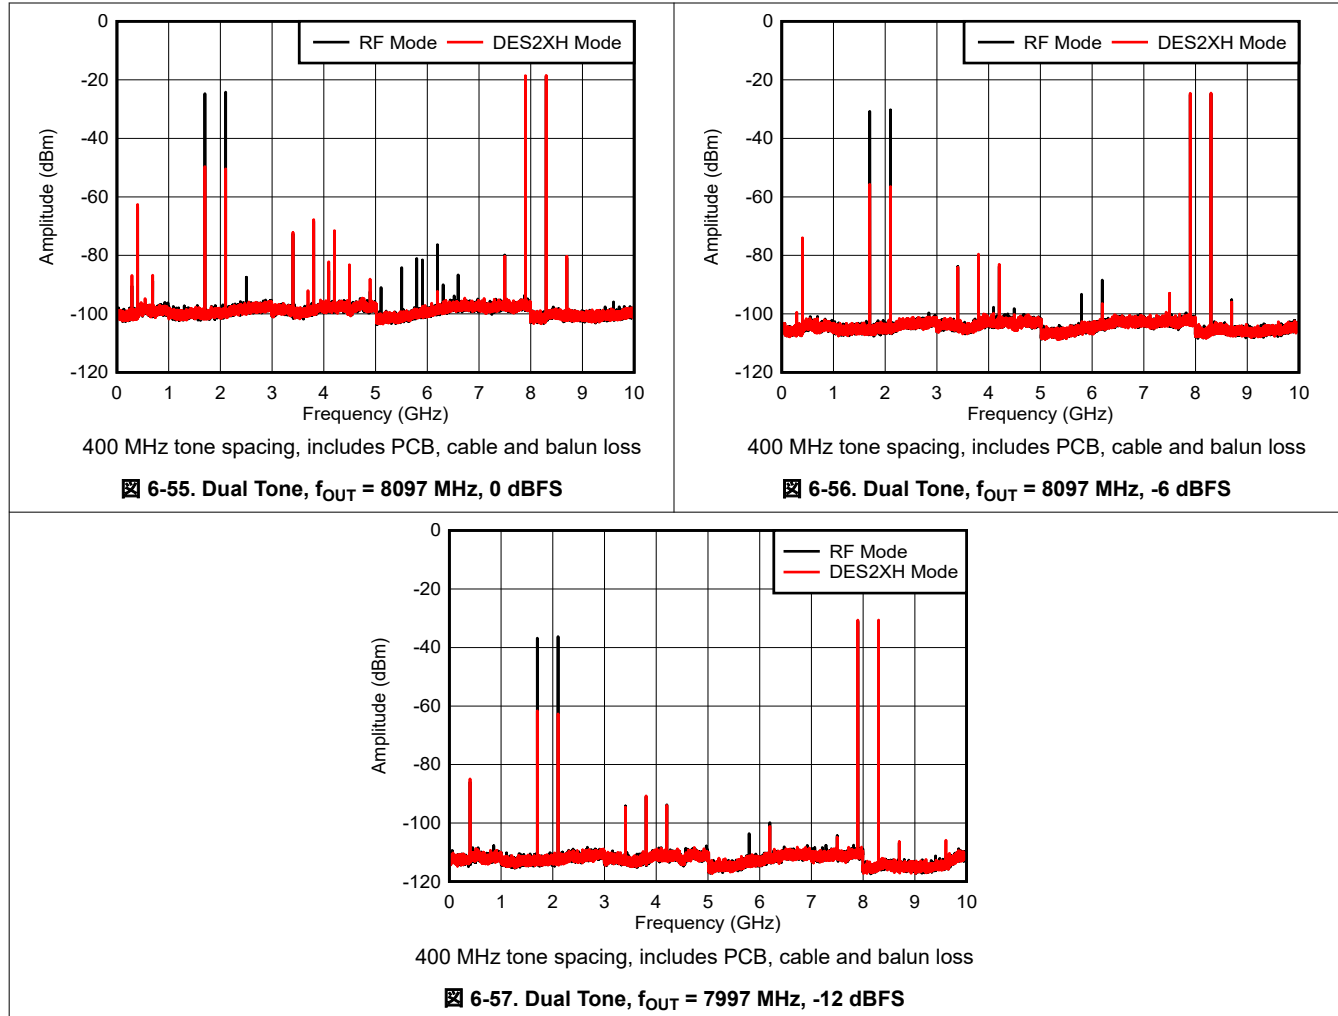 RF Mode DES2XH Mode
0
-20
-40
-60
-80
-100
-120
Amplitude (dBm)
0 1 2 3 4 5 6 7 8 9 10
Frequency (GHz)
400 MHz tone spacing, includes PCB, cable and balun loss
図 6-55. Dual Tone, fOUT = 8097 MHz, 0 dBFS
RF Mode DES2XH Mode
0
-20
-40
-60
-80
-100
-120
Amplitude (dBm)
0 1 2 3 4 5 6 7 8 9 10
Frequency (GHz)
400 MHz tone spacing, includes PCB, cable and balun loss
図 6-56. Dual Tone, fOUT = 8097 MHz, -6 dBFS
RF Mode
DES2XH Mode
0
-20
-40
-60
-80
-100
-120
Amplitude (dBm)
0 1 2 3 4 5 6 7 8 9 10
Frequency (GHz)
400 MHz tone spacing, includes PCB, cable and balun loss
図 6-57. Dual Tone, fOUT = 7997 MHz, -12 dBFS